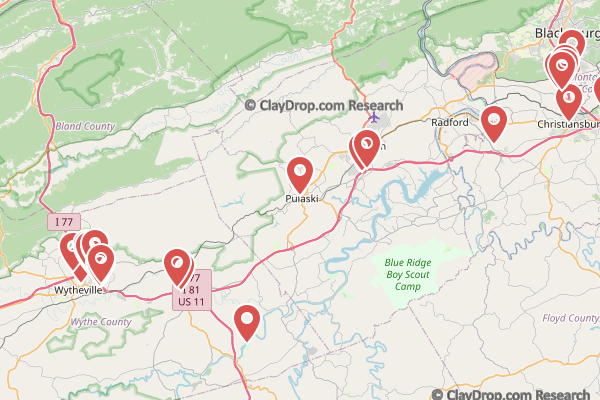 Blacksburg
© ClayDrop.com Research
Bland County
Radford
Christiansburg
Pulaski
I 77
Blue Ridge
Boy Scout
Camp
I 81
US 11
Wytheville
Wythe County
Floyd County
© ClayDrop.com Research